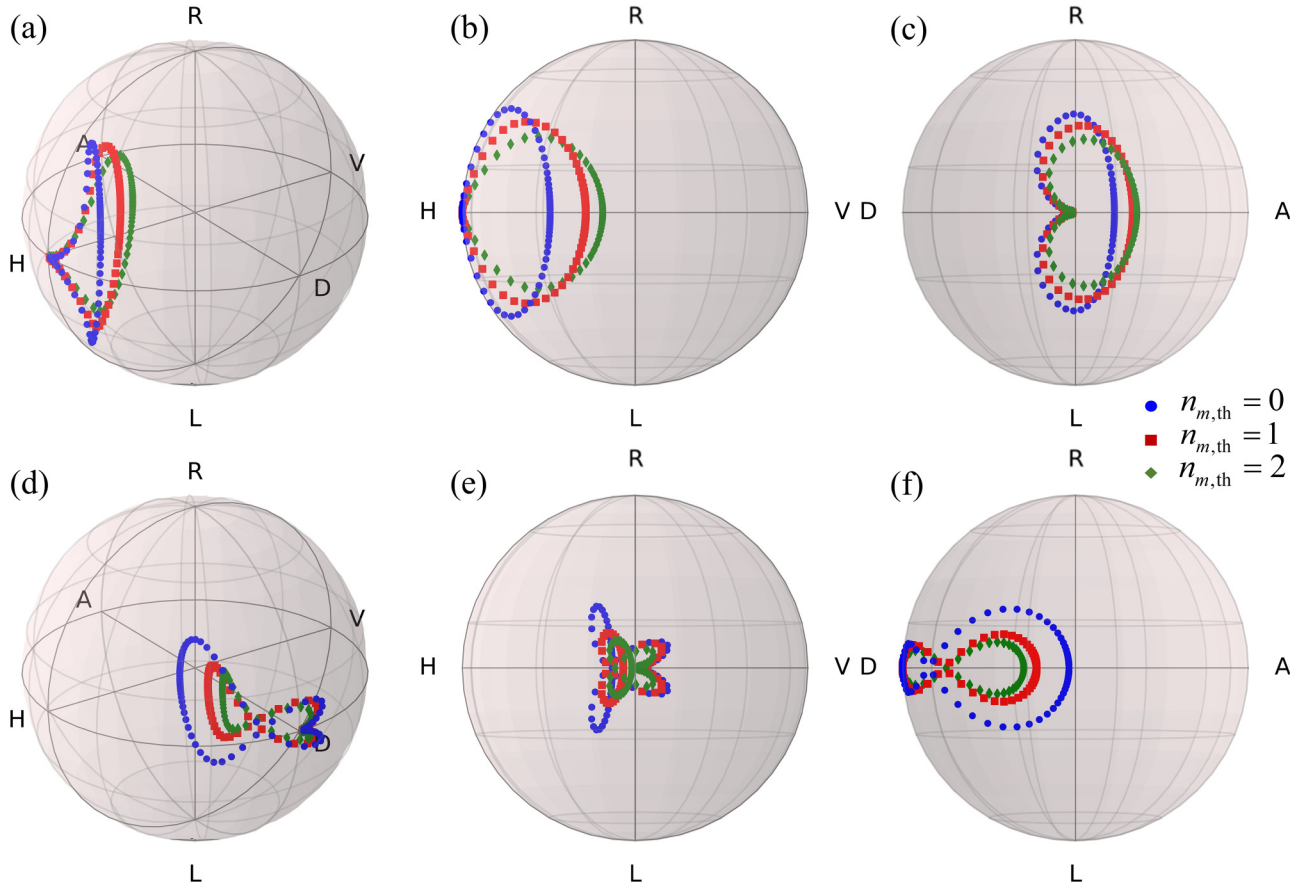 R R R
(a) (b) (c)
A V H D
H V D A
L L L
n_{m,th} = 0
n_{m,th} = 1
n_{m,th} = 2
R R R
(d) (e) (f)
A V H D
H V D A
L L L